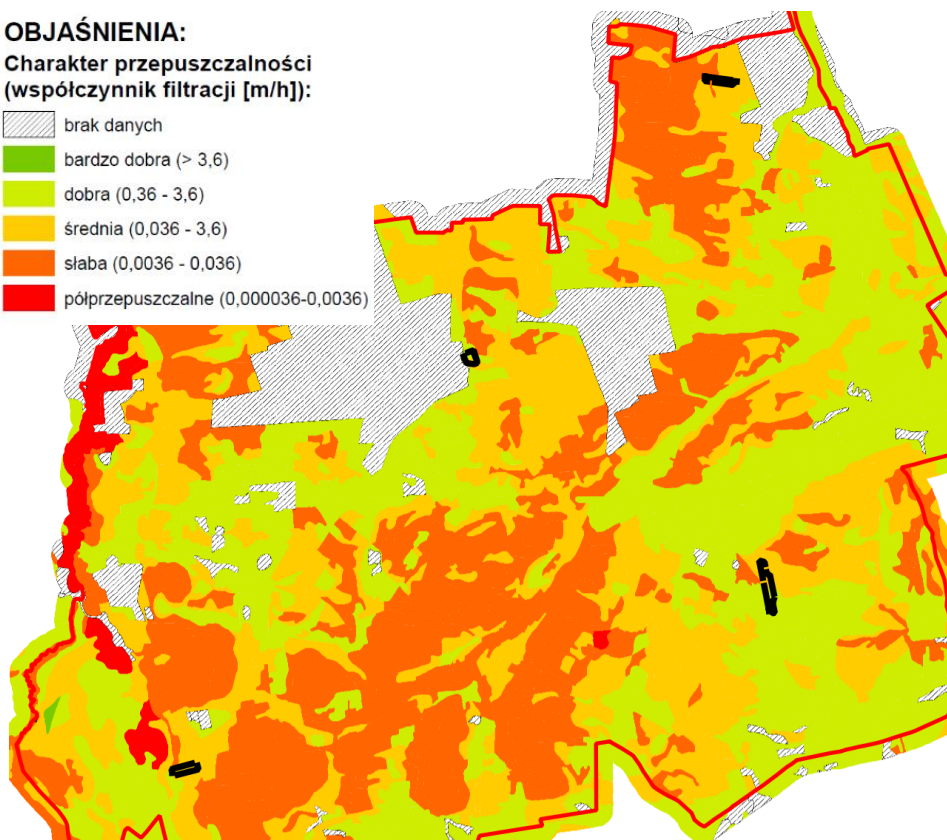 OBJAŚNIENIA:
Charakter przepuszczalności
(współczynnik filtracji [m/h]):
brak danych
bardzo dobra (> 3,6)
dobra (0,36 - 3,6)
średnia (0,036 - 3,6)
słaba (0,0036 - 0,036)
półprzepuszczalne (0,000036-0,0036)